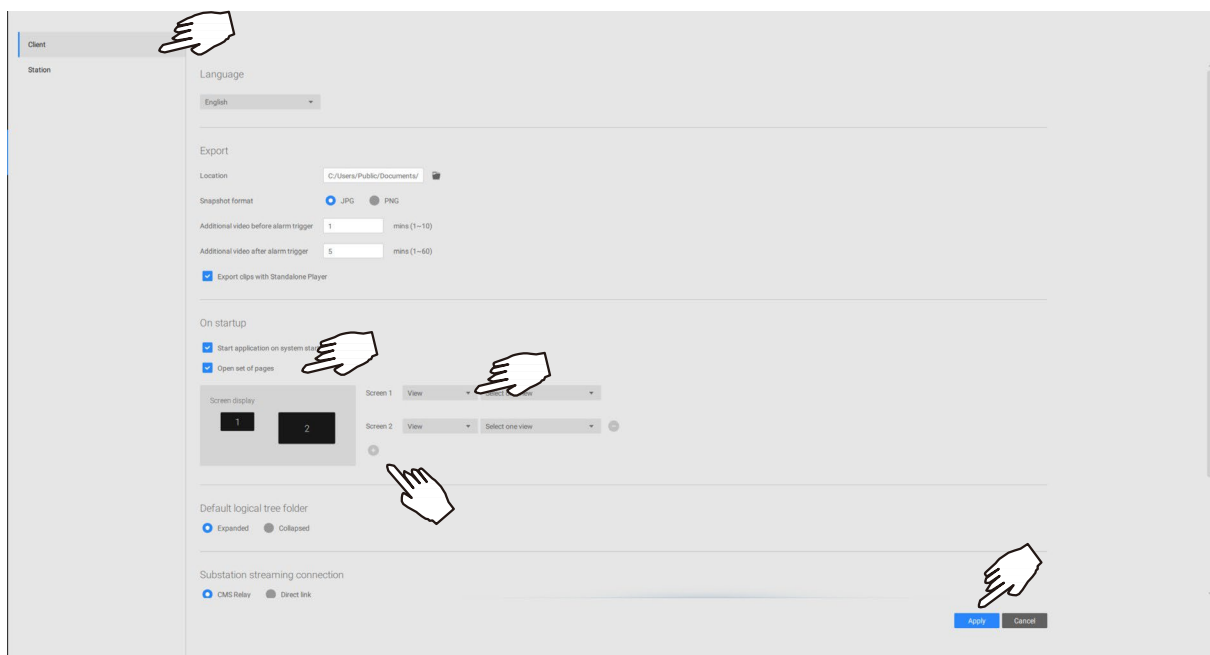 Client
Station
Language
English
Export
Location C:/Users/Public/Documents/
Snapshot format JPG PNG
Additional video before alarm trigger 1 mins (1~10)
Additional video after alarm trigger 5 mins (1~60)
Export clips with Standalone Player
On startup
Start application on system
Open set of pages
Screen display
1
2
Screen 1 View view
Screen 2 View Select one view
Default logical tree folder
Expanded Collapsed
Substation streaming connection
CMS Relay Direct link
Apply Cancel